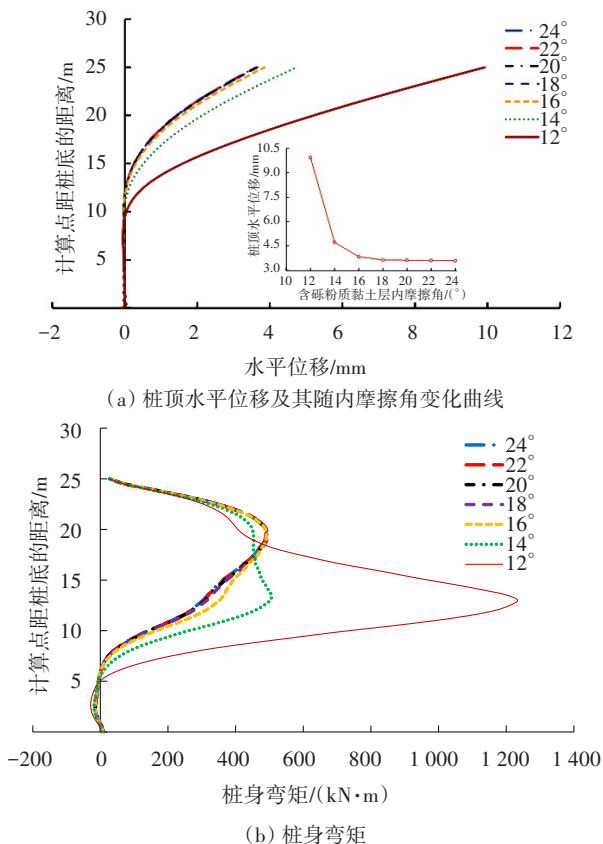 30
25
20
15
10
5
计算点距桩底的距离/m
24°
22°
20°
18°
16°
14°
12°
10.5
9.0
7.5
6.0
4.5
3.0
桩顶水平位移/mm
10 12 14 16 18 20 22 24
含砾粉质黏土层内摩擦角/(°)
−2 0 2 4 6 8 10 12
水平位移/mm
(a) 桩顶水平位移及其随内摩擦角变化曲线
30
25
20
15
10
5
计算点距桩底的距离/m
24°
22°
20°
18°
16°
14°
12°
−200 0 200 400 600 800 1 000 1 200 1 400
桩身弯矩/(kN·m)
(b) 桩身弯矩